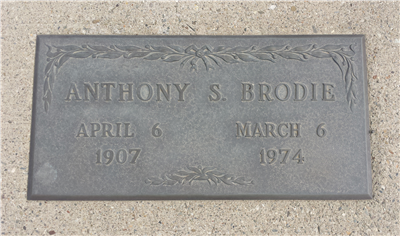 ANTHONY S. BRODIE
APRIL 6 MARCH 6
1907 1974